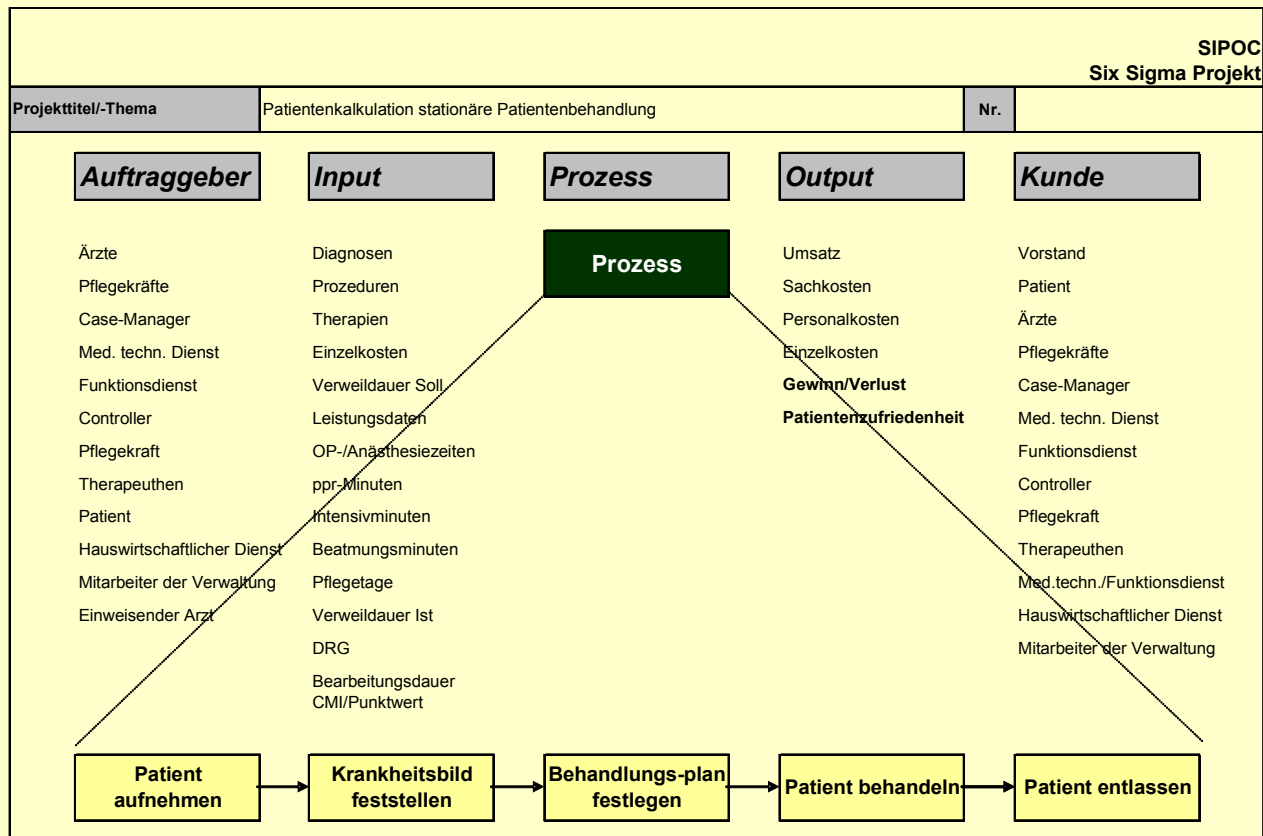 SIPOC
Six Sigma Projekt
Projekttitel/-Thema
Patientenkalkulation stationäre Patientenbehandlung
Nr.
Auftraggeber
Input
Prozess
Output
Kunde
Ärzte
Pflegekräfte
Case-Manager
Med. techn. Dienst
Funktionsdienst
Controller
Pflegekraft
Therapeuthen
Patient
Hauswirtschaftlicher Dienst
Mitarbeiter der Verwaltung
Einweisender Arzt
Diagnosen
Prozeduren
Therapien
Einzelkosten
Verweildauer Soll
Leistungsdaten
OP-/Anästhesiezeiten
ppr-Minuten
Intensivminuten
Beatmungsminuten
Pflegetage
Verweildauer Ist
DRG
Bearbeitungsdauer
CMI/Punktwert
Prozess
Umsatz
Sachkosten
Personalkosten
Einzelkosten
Gewinn/Verlust
Patientenzufriedenheit
Vorstand
Patient
Ärzte
Pflegekräfte
Case-Manager
Med. techn. Dienst
Funktionsdienst
Controller
Pflegekraft
Therapeuthen
Med.techn./Funktionsdienst
Hauswirtschaftlicher Dienst
Mitarbeiter der Verwaltung
Patient
aufnehmen
Krankheitsbild
feststellen
Behandlungs-plan
festlegen
Patient behandeln
Patient entlassen